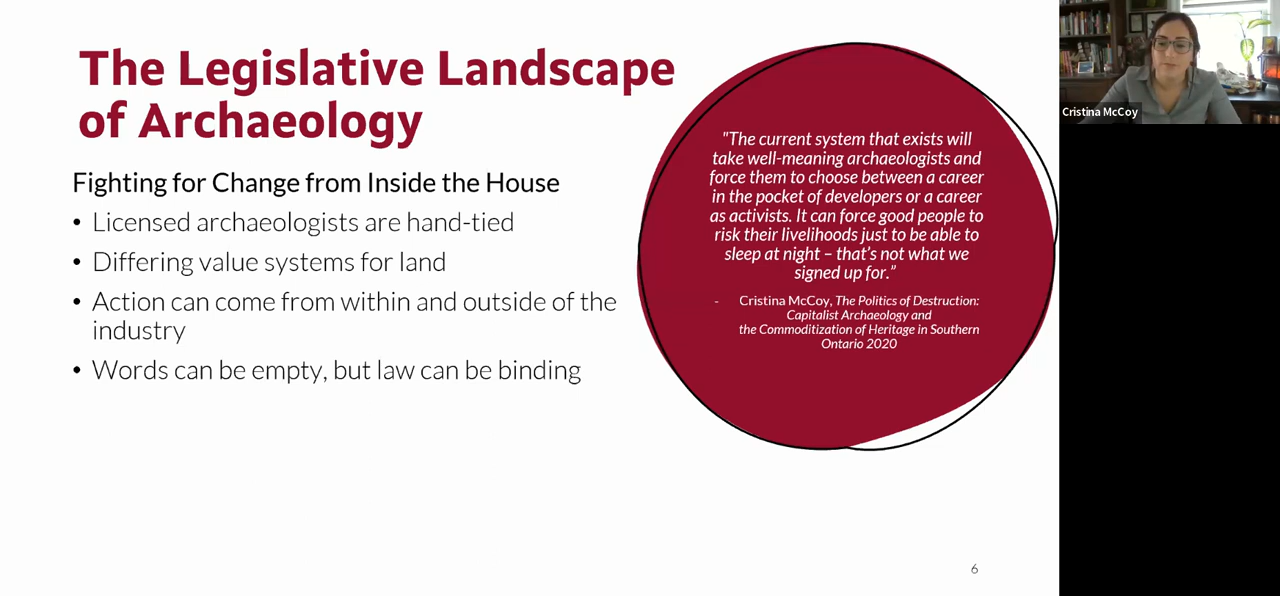 The Legislative Landscape
of Archaeology
Fighting for Change from Inside the House
• Licensed archaeologists are hand-tied
• Differing value systems for land
• Action can come from within and outside of the
industry
• Words can be empty, but law can be binding
"The current system that exists will
take well-meaning archaeologists and
force them to choose between a career
in the pocket of developers or a career
as activists. It can force good people to
risk their livelihoods just to be able to
sleep at night – that's not what we
signed up for.”
- Cristina McCoy, The Politics of Destruction:
Capitalist Archaeology and
the Commoditization of Heritage in Southern
Ontario 2020
6
Cristina McCoy